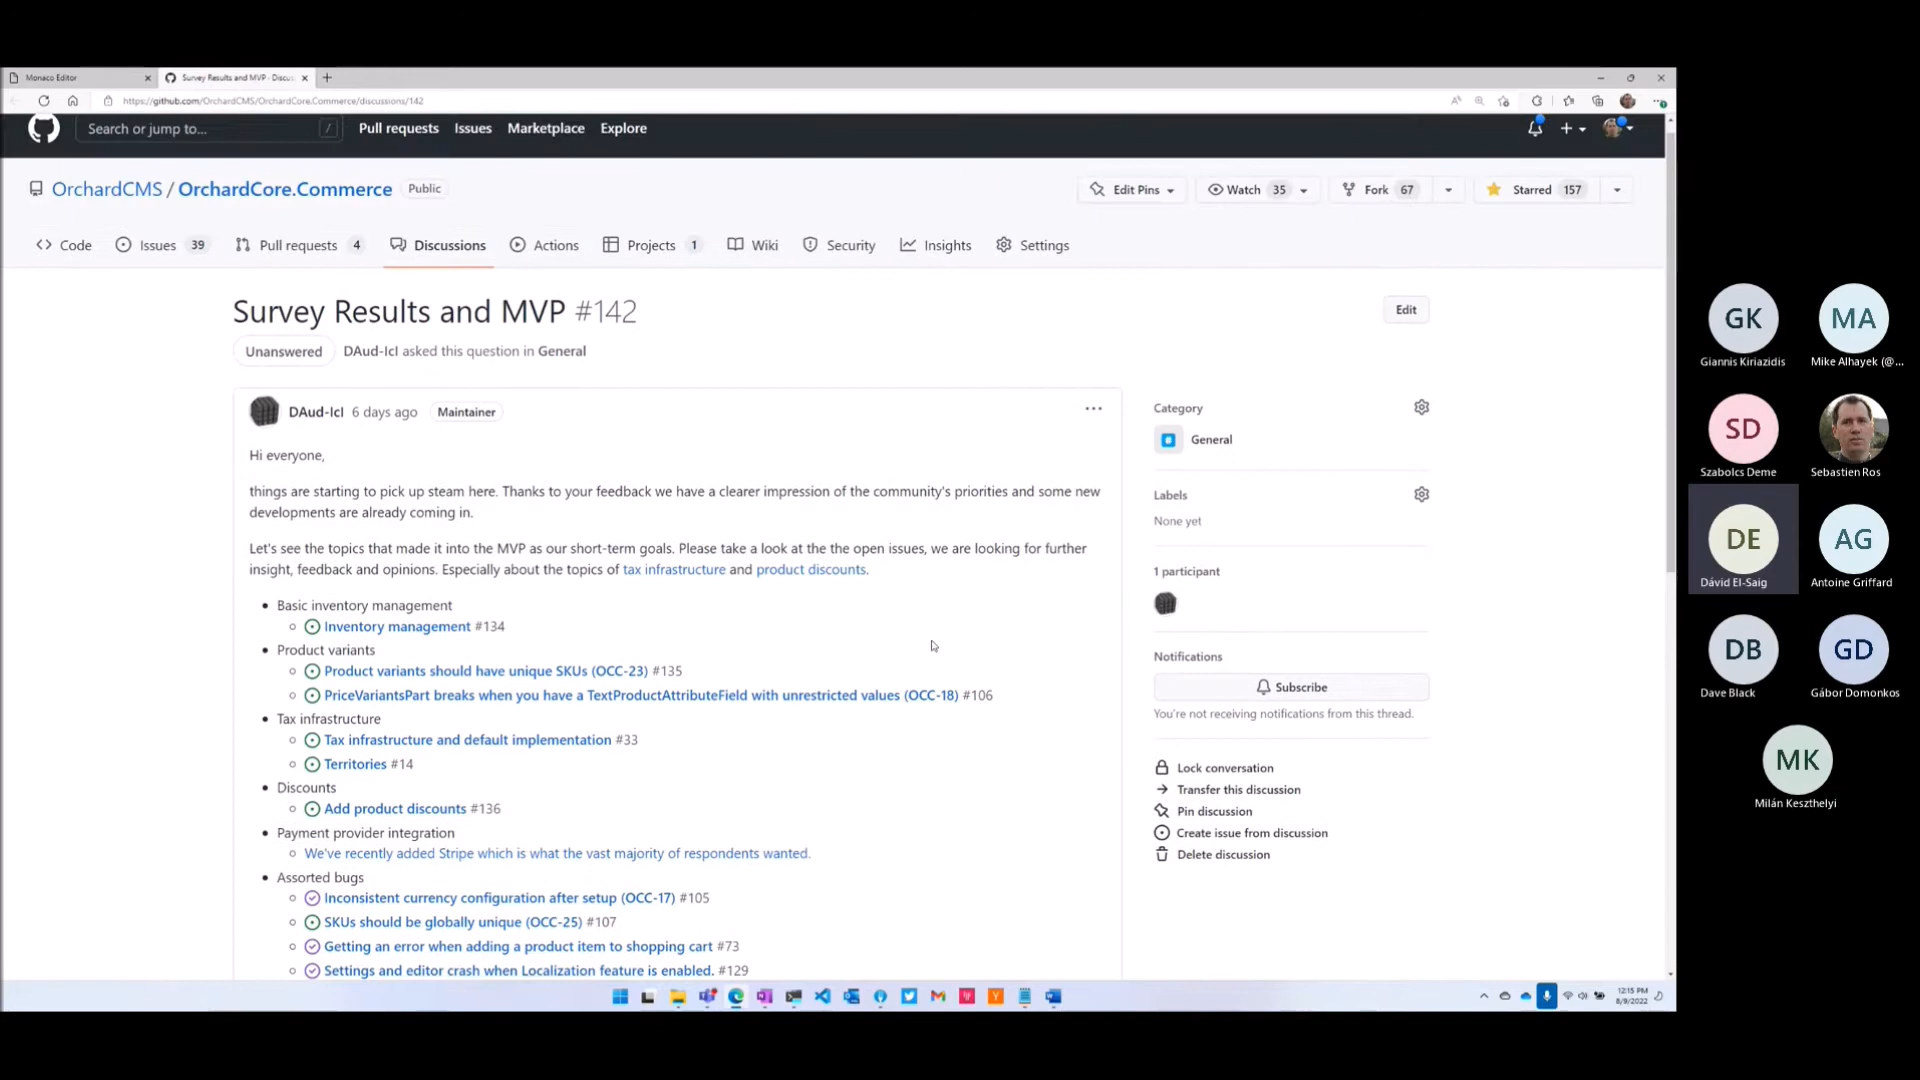 Monaco Editor
Survey Results and MVP · Discus
https://github.com/OrchardCMS/OrchardCore.Commerce/discussions/142
Search or jump to...
/
Pull requests
Issues
Marketplace
Explore
OrchardCMS / OrchardCore.Commerce
Public
Edit Pins
Watch 35
Fork 67
Starred 157
Code
Issues 39
Pull requests 4
Discussions
Actions
Projects 1
Wiki
Security
Insights
Settings
Survey Results and MVP #142
Edit
Unanswered
DAud-lcl asked this question in General
DAud-lcl 6 days ago
Maintainer
Hi everyone,
things are starting to pick up steam here. Thanks to your feedback we have a clearer impression of the community's priorities and some new
developments are already coming in.
Let's see the topics that made it into the MVP as our short-term goals. Please take a look at the the open issues, we are looking for further
insight, feedback and opinions. Especially about the topics of tax infrastructure and product discounts.
Basic inventory management
Inventory management #134
Product variants
Product variants should have unique SKUs (OCC-23) #135
PriceVariantsPart breaks when you have a TextProductAttributeField with unrestricted values (OCC-18) #106
Tax infrastructure
Tax infrastructure and default implementation #33
Territories #14
Discounts
Add product discounts #136
Payment provider integration
We've recently added Stripe which is what the vast majority of respondents wanted.
Assorted bugs
Inconsistent currency configuration after setup (OCC-17) #105
SKUs should be globally unique (OCC-25) #107
Getting an error when adding a product item to shopping cart #73
Settings and editor crash when Localization feature is enabled. #129
Category
General
Labels
None yet
1 participant
Notifications
Subscribe
You're not receiving notifications from this thread.
Lock conversation
Transfer this discussion
Pin discussion
Create issue from discussion
Delete discussion
12:15 PM
8/9/2022
GK
Giannis Kiriazidis
MA
Mike Alhayek (@...
SD
Szabolcs Deme
Sebastien Ros
DE
Dávid El-Saig
AG
Antoine Griffard
DB
Dave Black
GD
Gábor Domonkos
MK
Milán Keszthelyi